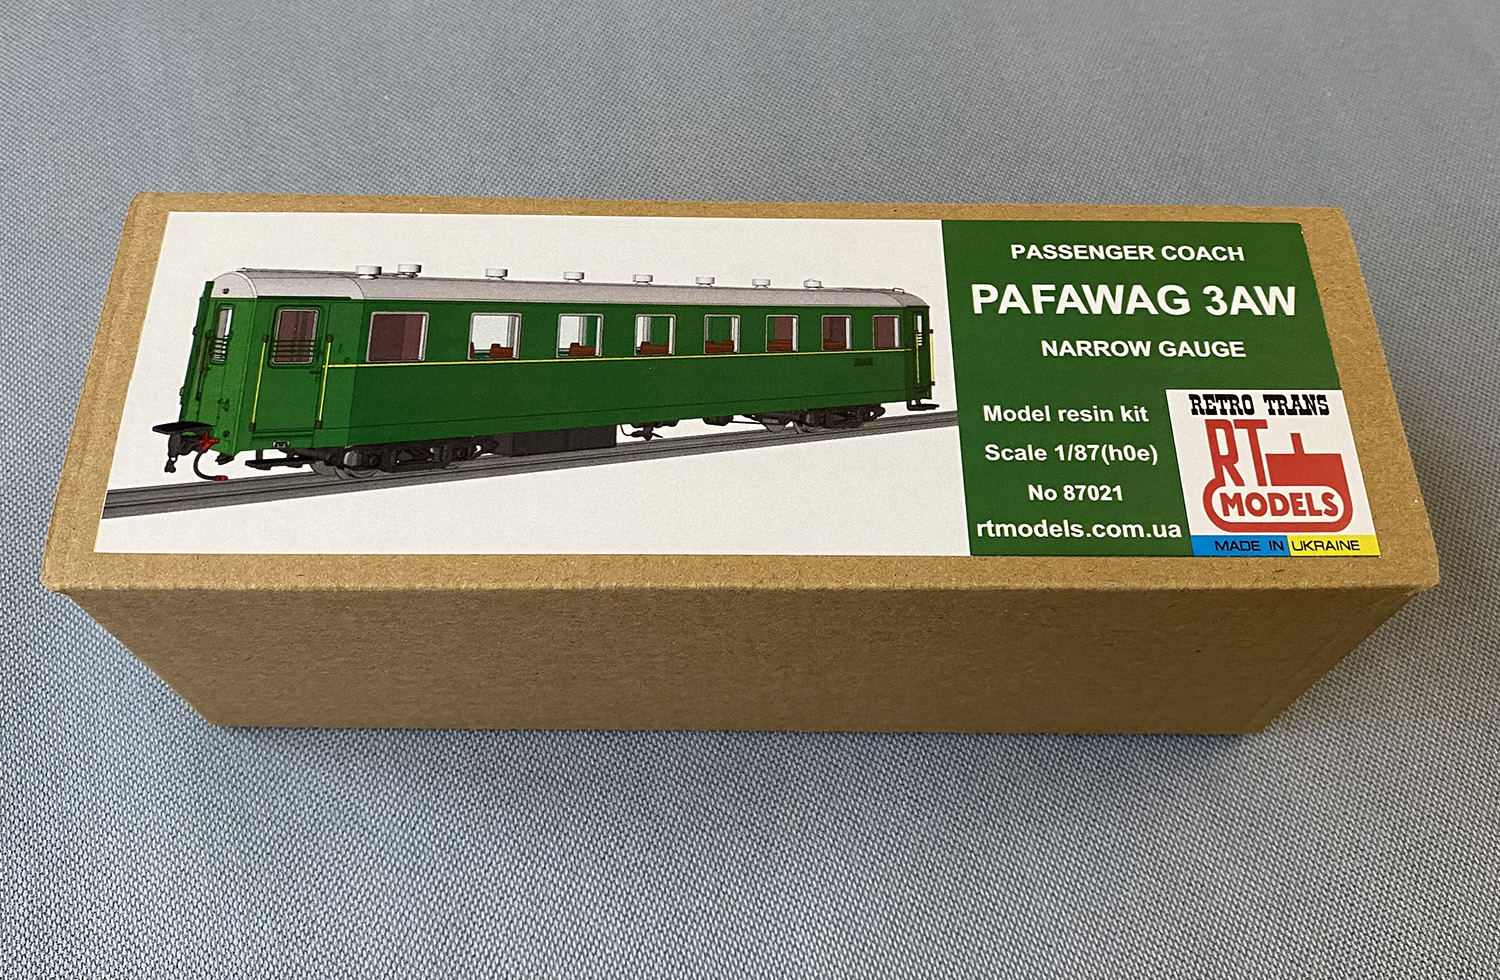 PASSENGER COACH
PAFAWAG 3AW
NARROW GAUGE
Model resin kit
Scale 1/87(h0e)
No 87021
rtmodels.com.ua
RETRO TRANS
RT
MODELS
MADE IN UKRAINE